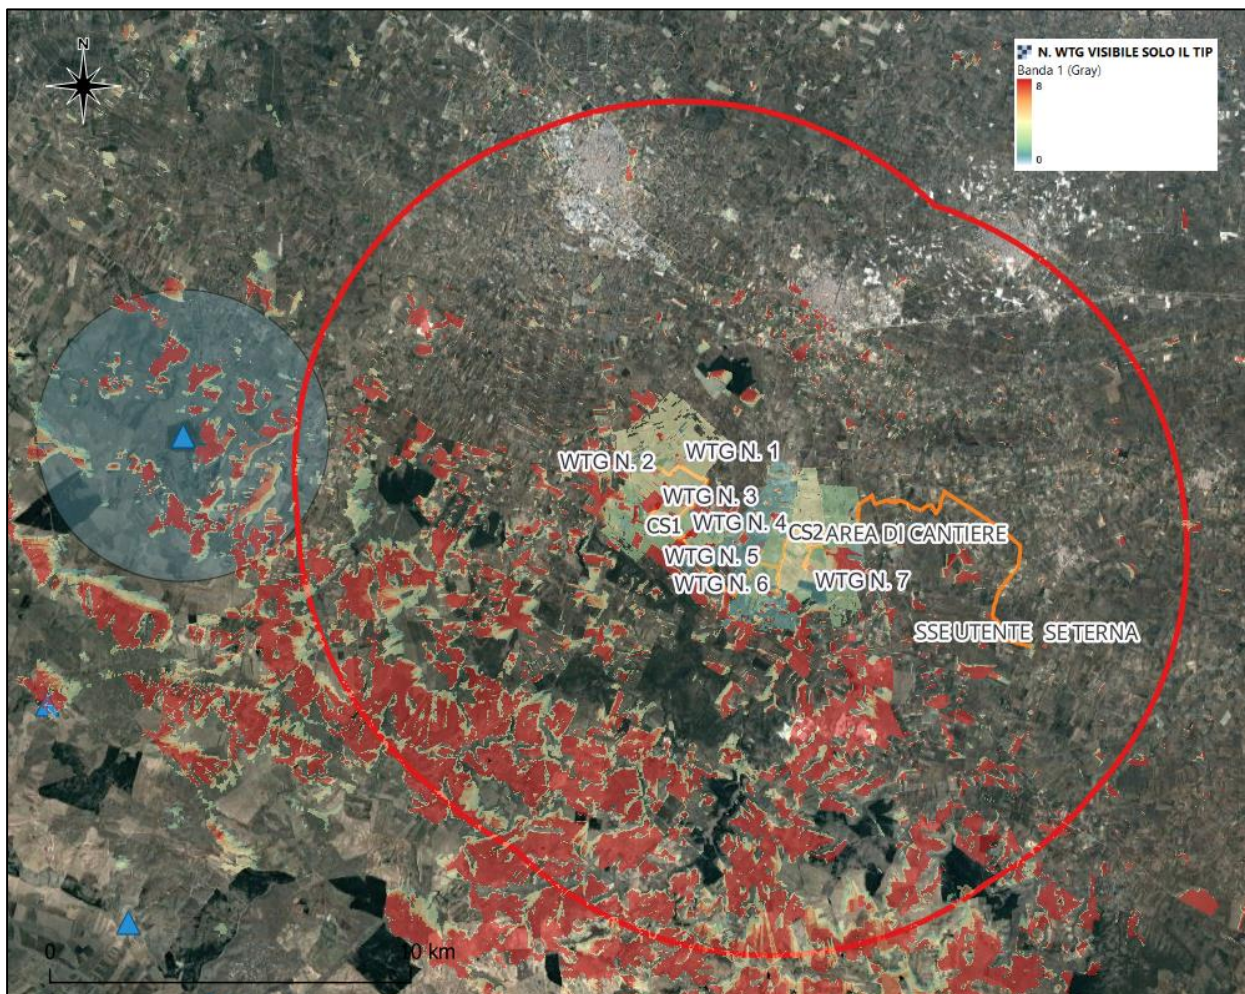 N
N. WTG VISIBILE SOLO IL TIP
Banda 1 (Gray)
8
0
WTG N. 1
WTG N. 2
WTG N. 3
CS1 WTG N. 4 CS2 AREA DI CANTIERE
WTG N. 5
WTG N. 6 WTG N. 7
SSE UTENTE SE TERNA
0 10 km